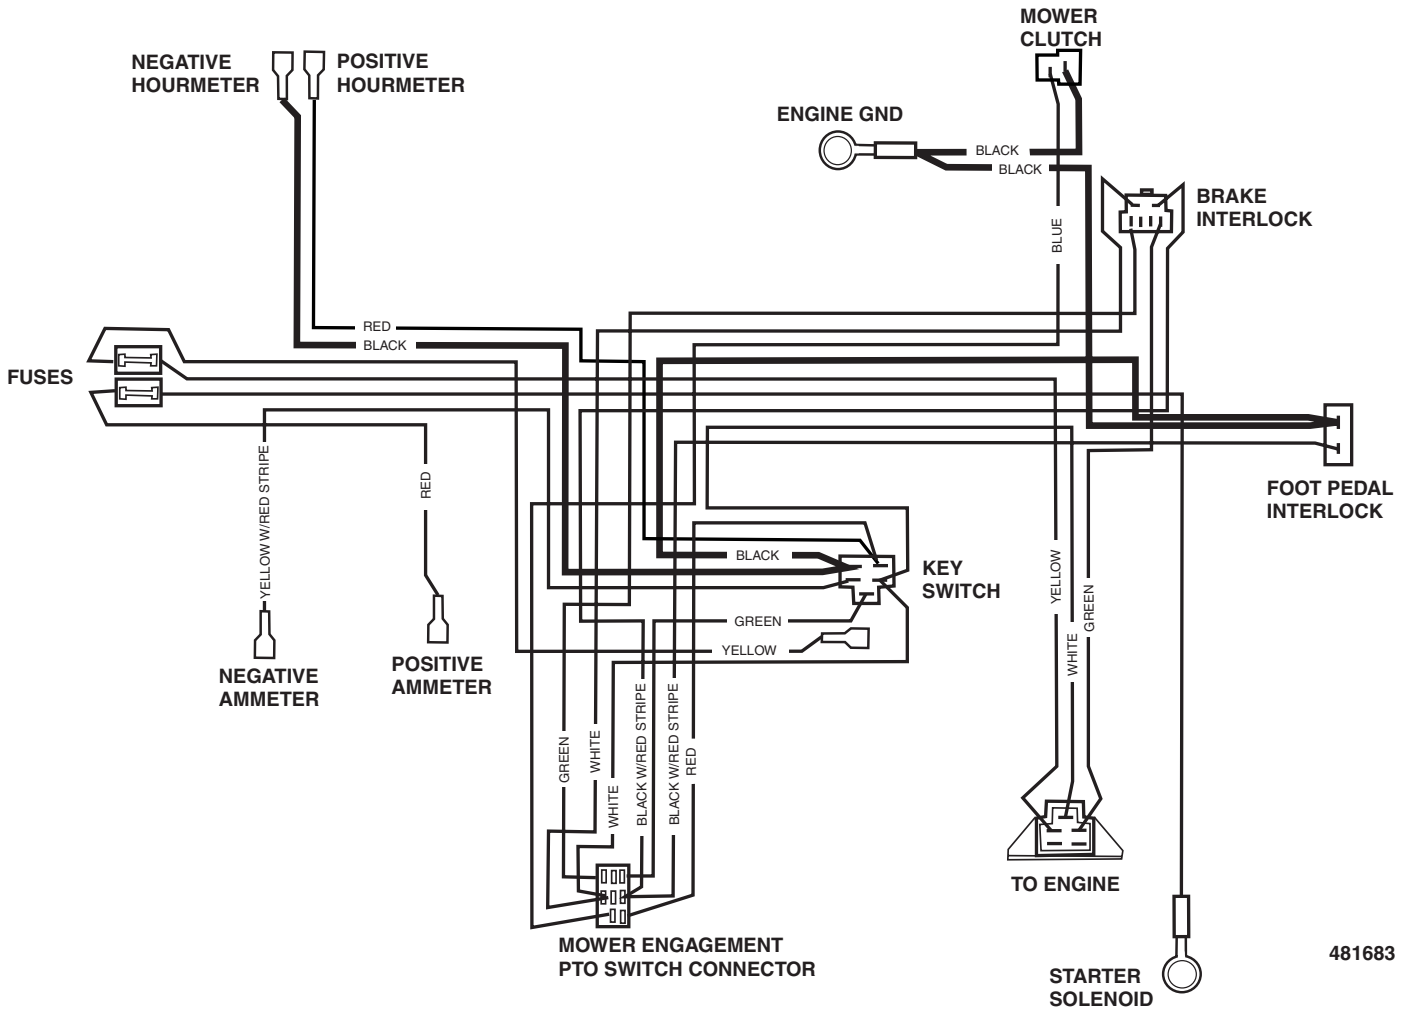 MOWER
CLUTCH
NEGATIVE
HOURMETER
POSITIVE
HOURMETER
ENGINE GND
BLACK
BLACK
BRAKE
INTERLOCK
BLUE
RED
BLACK
FUSES
YELLOW W/RED STRIPE
RED
FOOT PEDAL
INTERLOCK
BLACK
KEY
SWITCH
YELLOW
GREEN
WHITE
GREEN
YELLOW
NEGATIVE
AMMETER
POSITIVE
AMMETER
GREEN
WHITE
WHITE
BLACK W/RED STRIPE
BLACK W/RED STRIPE
RED
TO ENGINE
MOWER ENGAGEMENT
PTO SWITCH CONNECTOR
STARTER
SOLENOID
481683